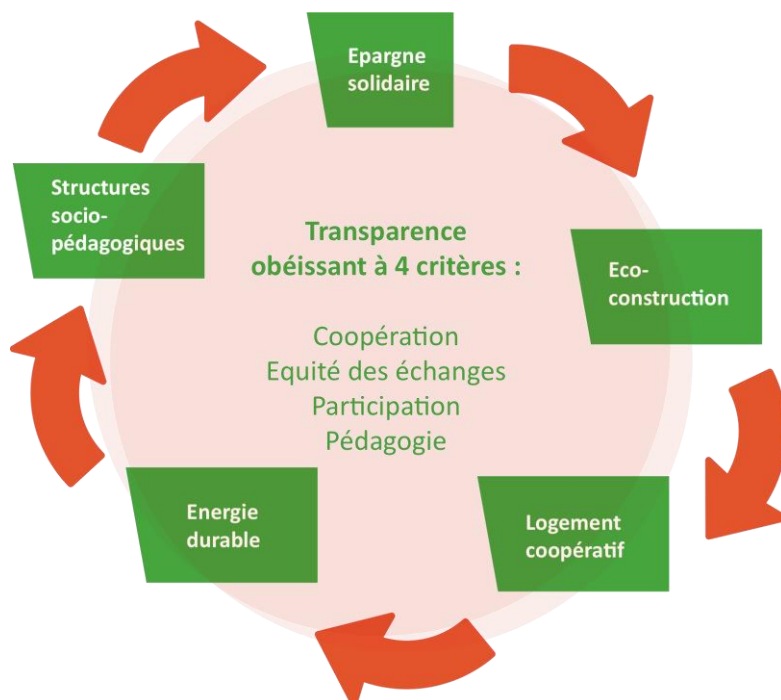 Epargne
solidaire
Structures
socio-
pédagogiques
Transparence
obéissant à 4 critères :
Eco-
construction
Coopération
Equité des échanges
Participation
Pédagogie
Energie
durable
Logement
coopératif